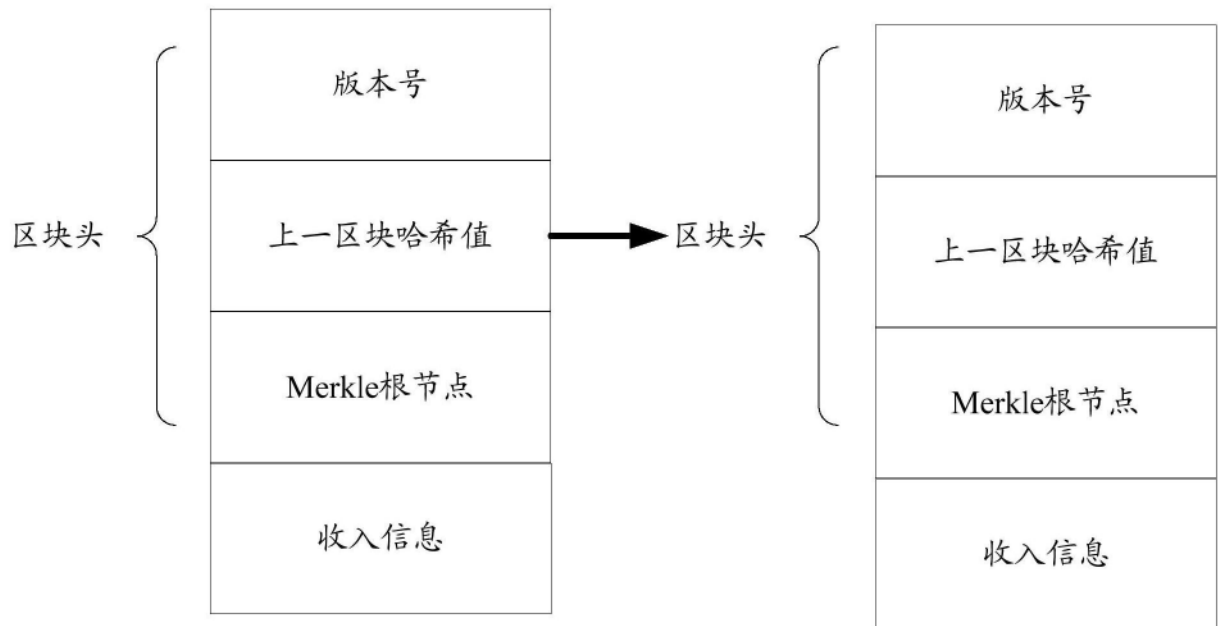 区块头
版本号
上一区块哈希值
Merkle根节点
收入信息
区块头
版本号
上一区块哈希值
Merkle根节点
收入信息